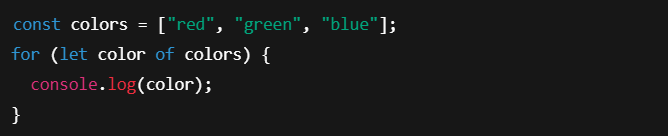 const colors = ["red", "green", "blue"];
for (let color of colors) {
  console.log(color);
}